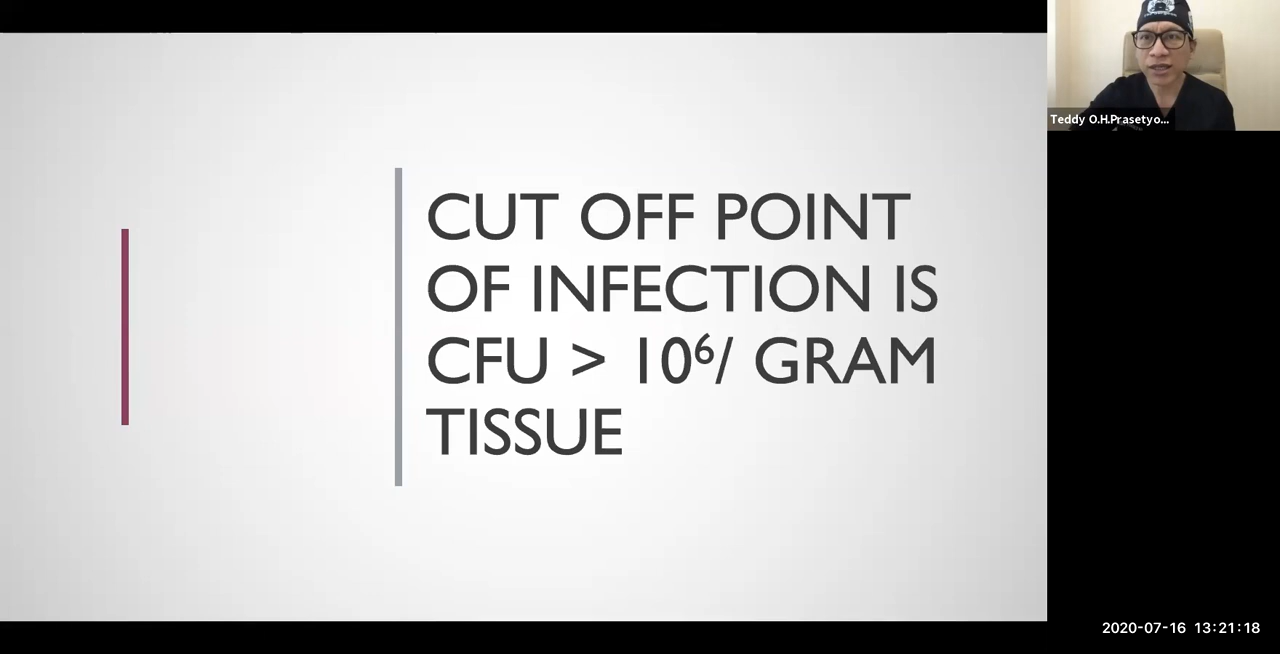 CUT OFF POINT
OF INFECTION IS
CFU > 10⁶/ GRAM
TISSUE
Teddy O.H.Prasetyo...
2020-07-16 13:21:18